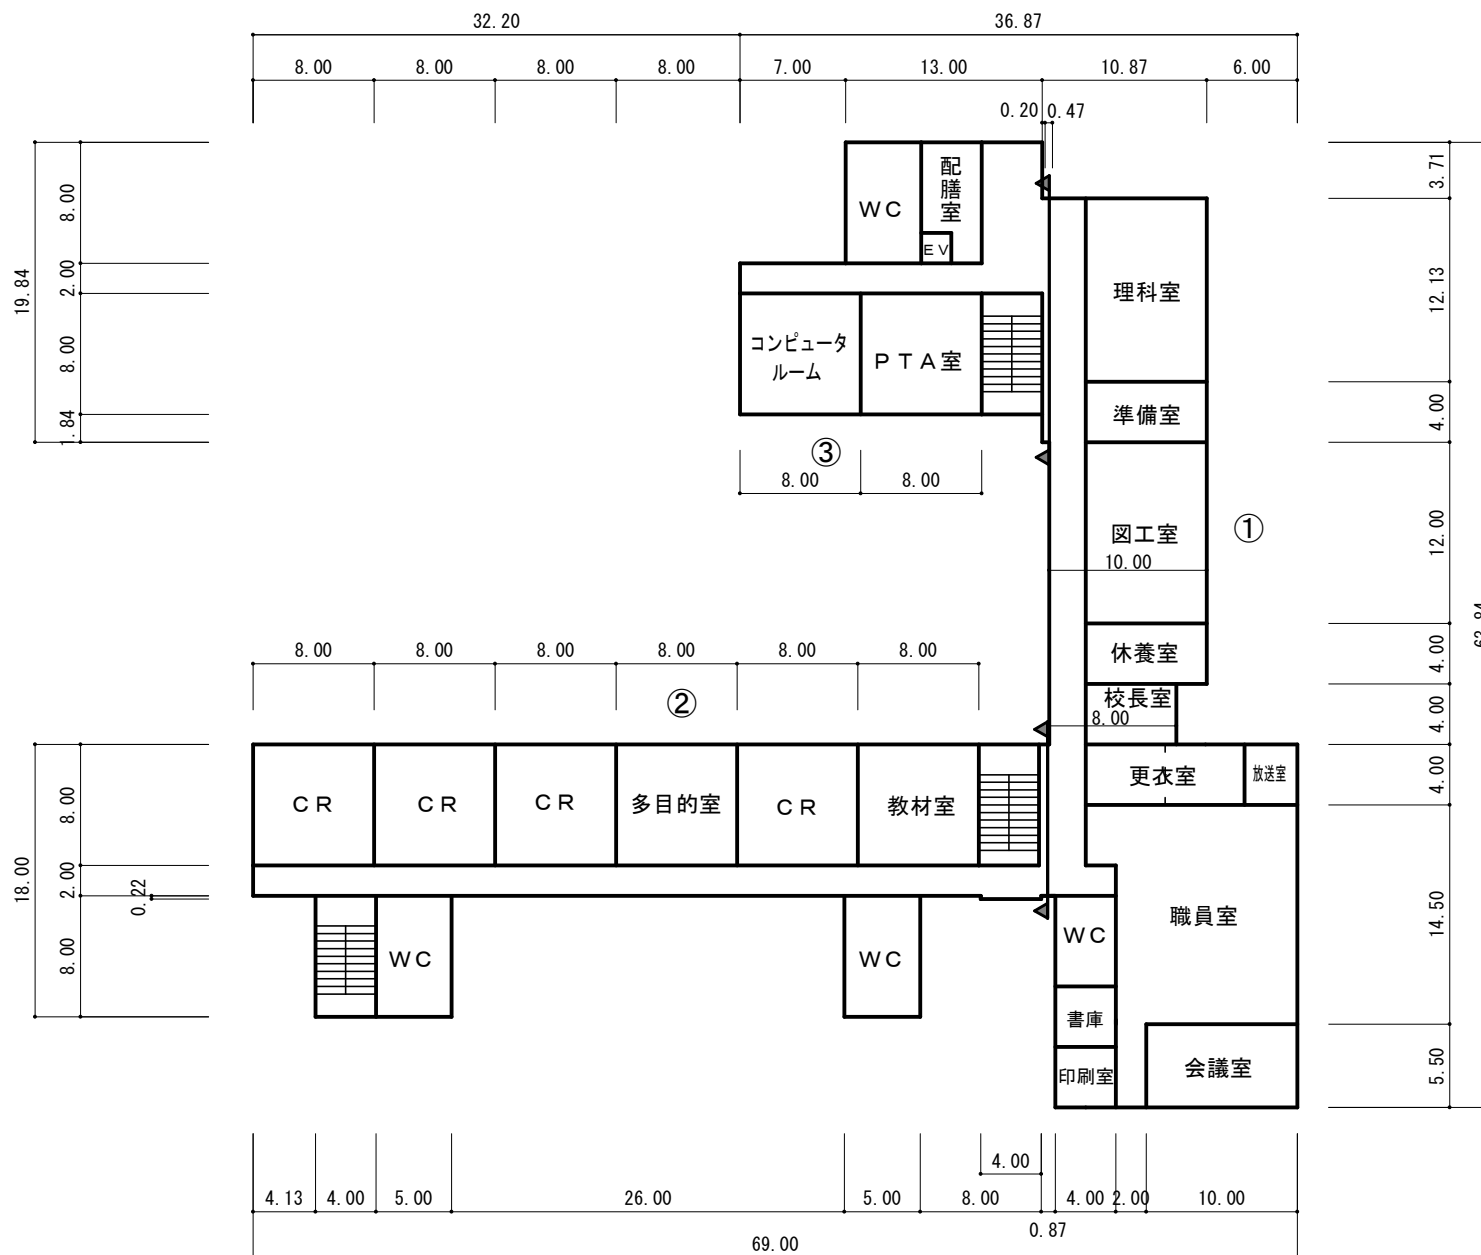 32.20
36.87
8.00
8.00
8.00
8.00
7.00
13.00
10.87
6.00
0.20
0.47
3.71
8.00
配膳室
WC
EV
19.84
2.00
12.13
理科室
8.00
コンピュータ
ルーム
PTA室
準備室
4.00
1.84
③
8.00
8.00
①
図工室
12.00
10.00
8.00
8.00
8.00
8.00
8.00
8.00
休養室
4.00
②
校長室
8.00
4.00
更衣室
放送室
4.00
8.00
CR
CR
CR
多目的室
CR
教材室
18.00
2.00
0.22
職員室
14.50
WC
8.00
WC
WC
書庫
印刷室
会議室
5.50
4.00
4.13
4.00
5.00
26.00
5.00
8.00
4.00
2.00
10.00
0.87
69.00